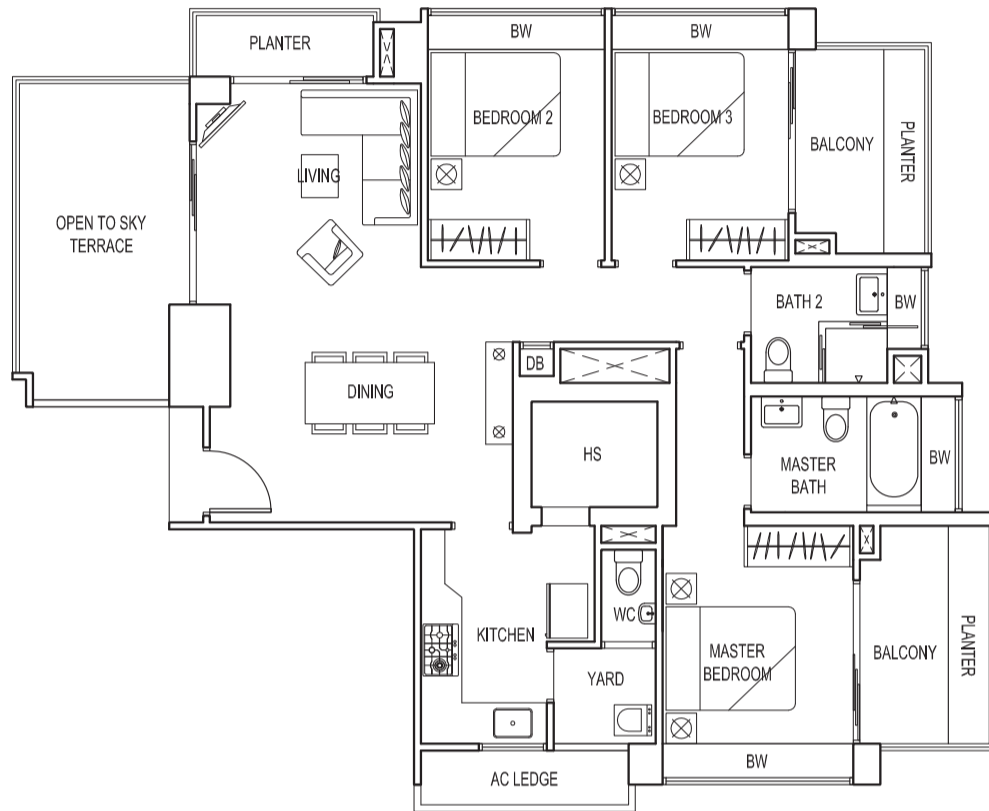 PLANTER
BW
BW
BEDROOM 2
BEDROOM 3
BALCONY
PLANTER
LIVING
OPEN TO SKY
TERRACE
BATH 2
BW
DB
DINING
HS
MASTER
BATH
BW
WC
KITCHEN
YARD
MASTER
BEDROOM
BALCONY
PLANTER
BW
AC LEDGE